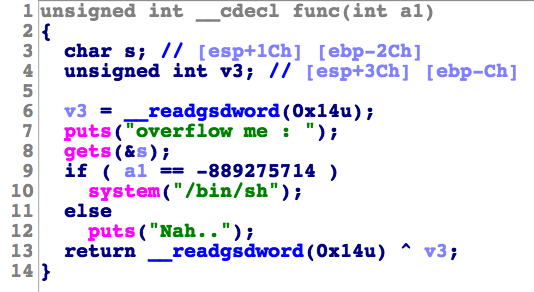 1 unsigned int __cdecl func(int a1)
2 {
3   char s; // [esp+1Ch] [ebp-2Ch]
4   unsigned int v3; // [esp+3Ch] [ebp-Ch]
5
6   v3 = __readgsdword(0x14u);
7   puts("overflow me : ");
8   gets(&s);
9   if ( a1 == -889275714 )
10     system("/bin/sh");
11   else
12     puts("Nah..");
13   return __readgsdword(0x14u) ^ v3;
14 }